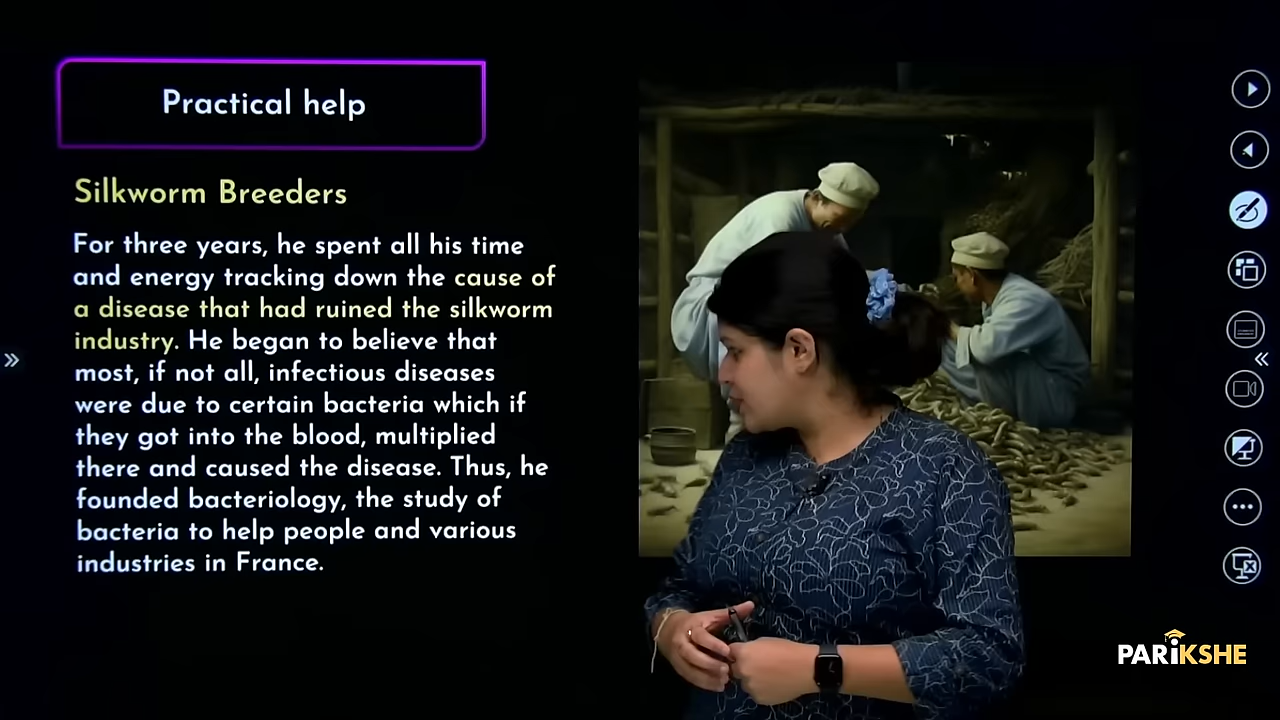 Practical help
Silkworm Breeders
For three years, he spent all his time
and energy tracking down the cause of
a disease that had ruined the silkworm
industry. He began to believe that
most, if not all, infectious diseases
were due to certain bacteria which if
they got into the blood, multiplied
there and caused the disease. Thus, he
founded bacteriology, the study of
bacteria to help people and various
industries in France.
PARIKSHE